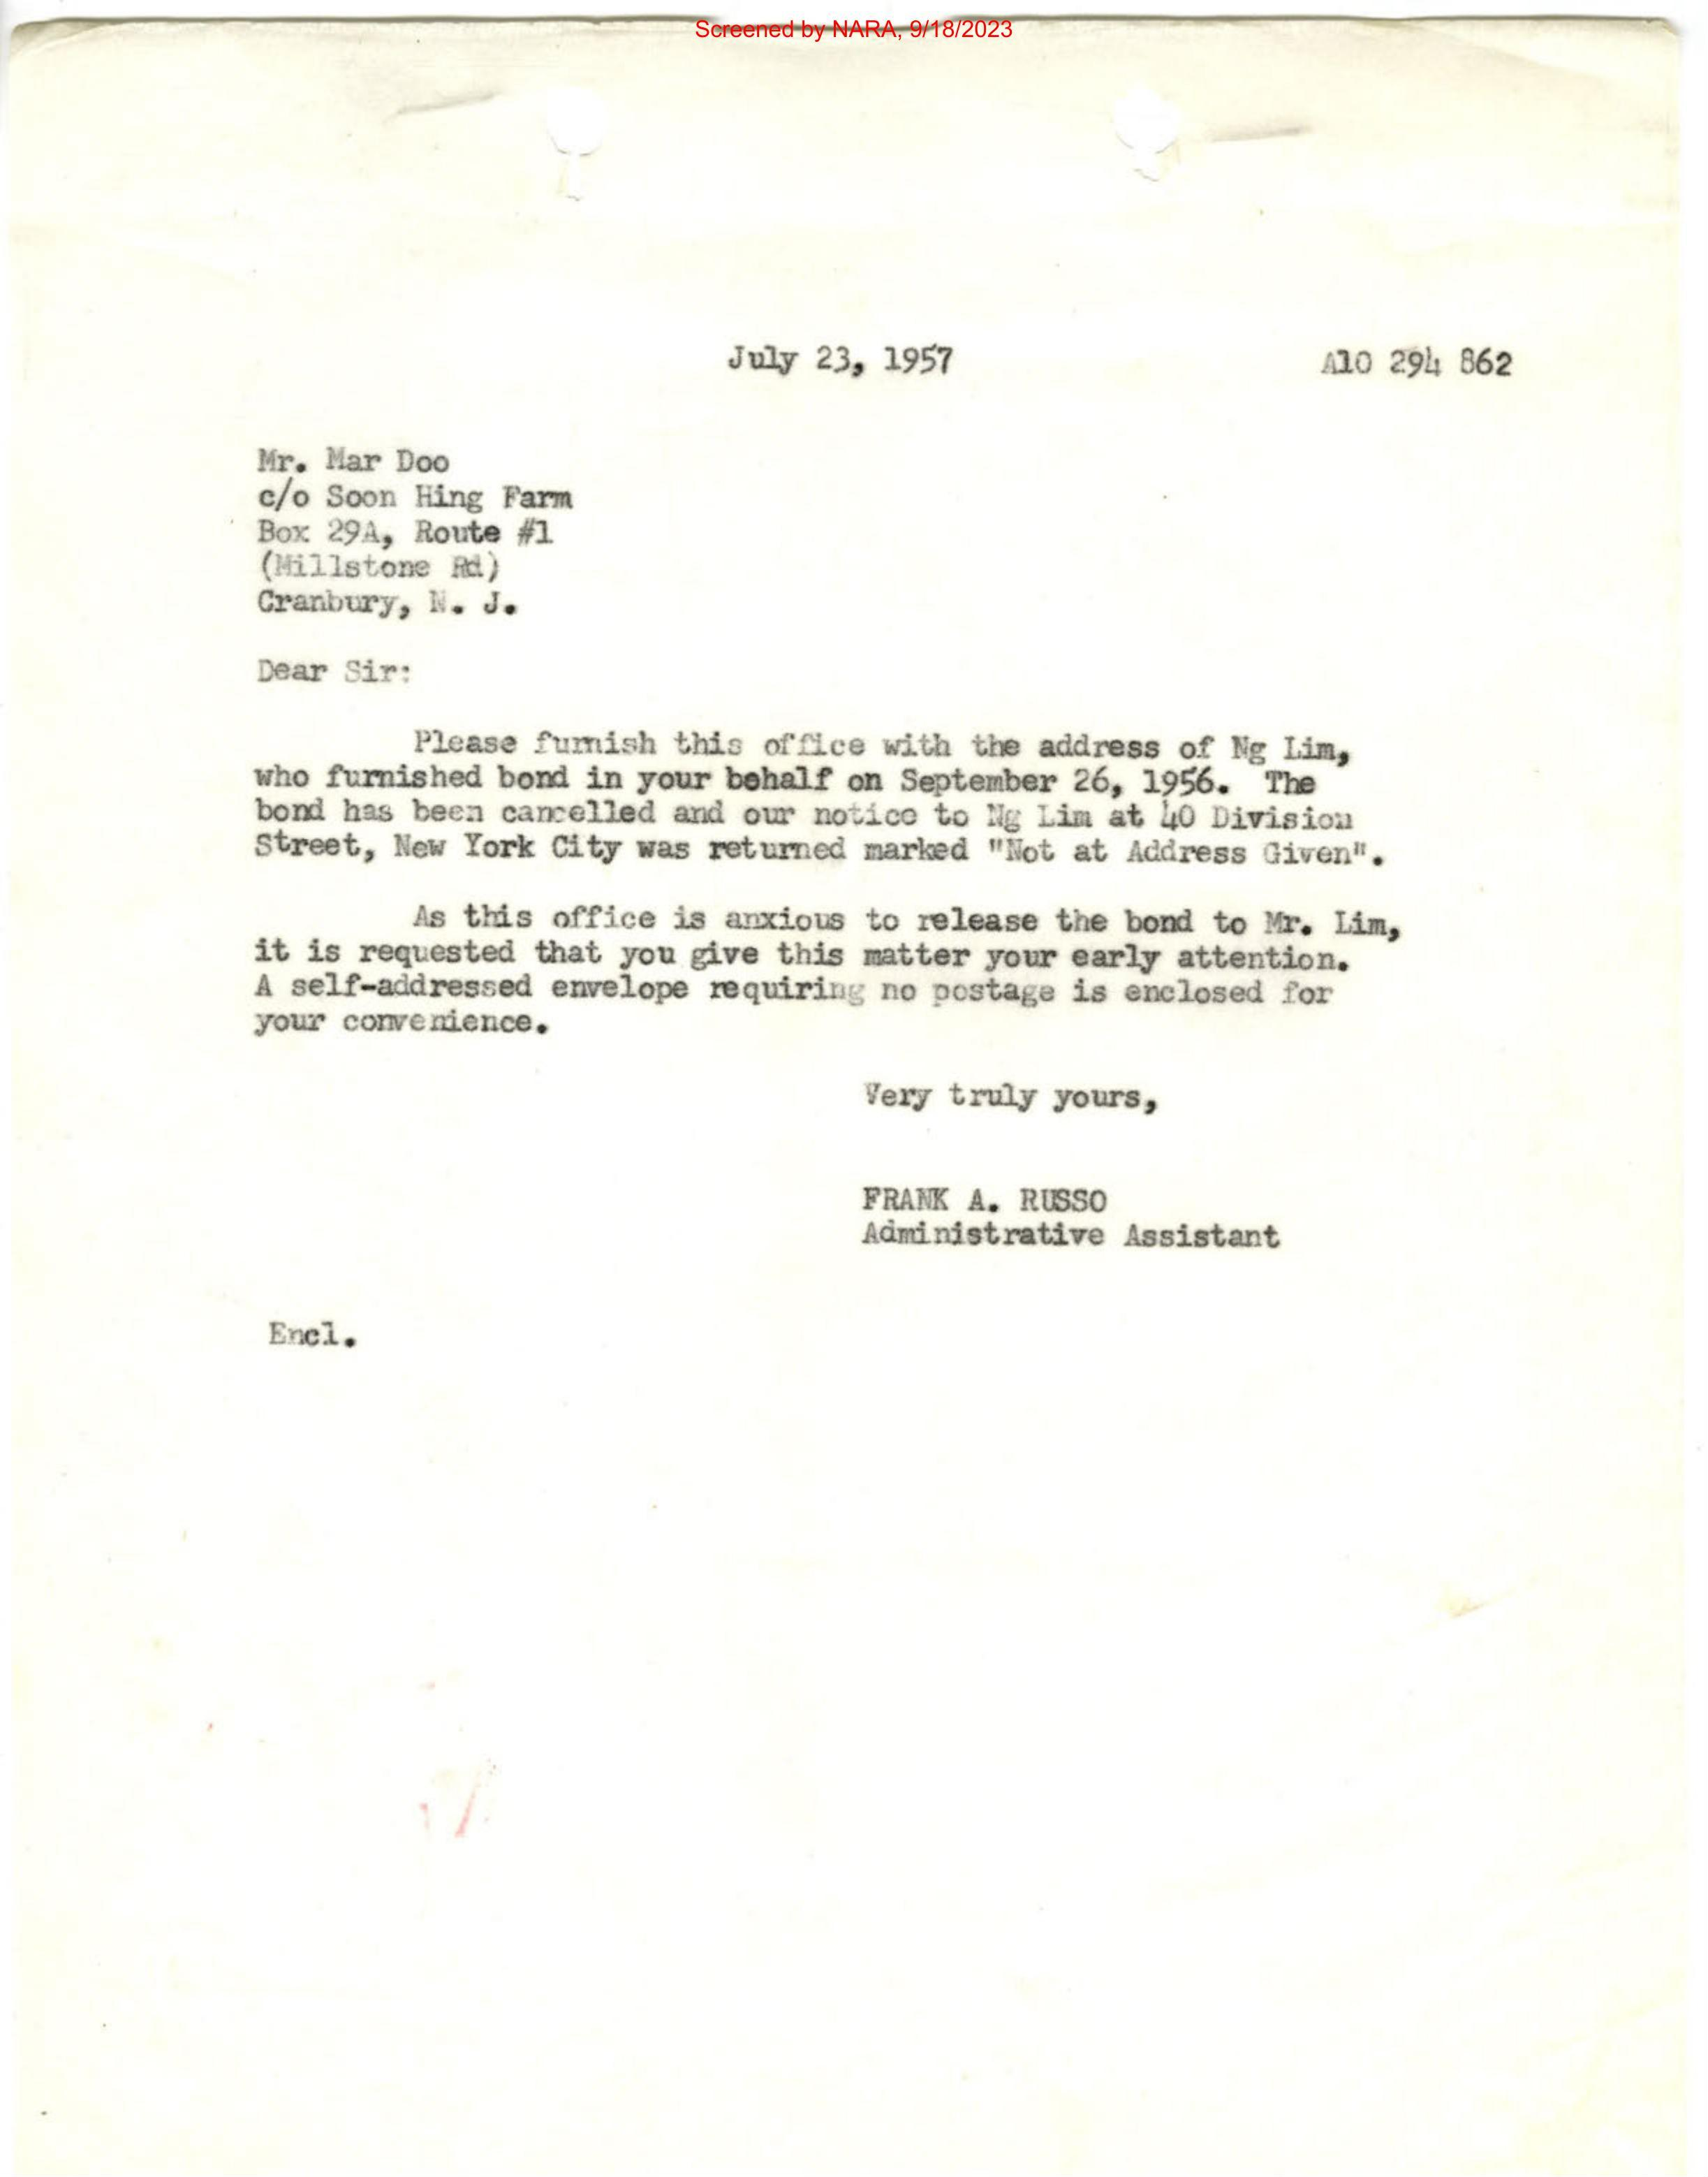 Screened by NARA, 9/18/2023
July 23, 1957
A10 294 862
Mr. Mar Doo
c/o Soon Hing Farm
Box 29A, Route #1
(Millstone Rd)
Cranbury, N. J.
Dear Sir:
Please furnish this office with the address of Ng Lim,
who furnished bond in your behalf on September 26, 1956. The
bond has been cancelled and our notice to Ng Lim at 40 Division
Street, New York City was returned marked "Not at Address Given".
As this office is anxious to release the bond to Mr. Lim,
it is requested that you give this matter your early attention.
A self-addressed envelope requiring no postage is enclosed for
your convenience.
Very truly yours,
FRANK A. RUSSO
Administrative Assistant
Encl.